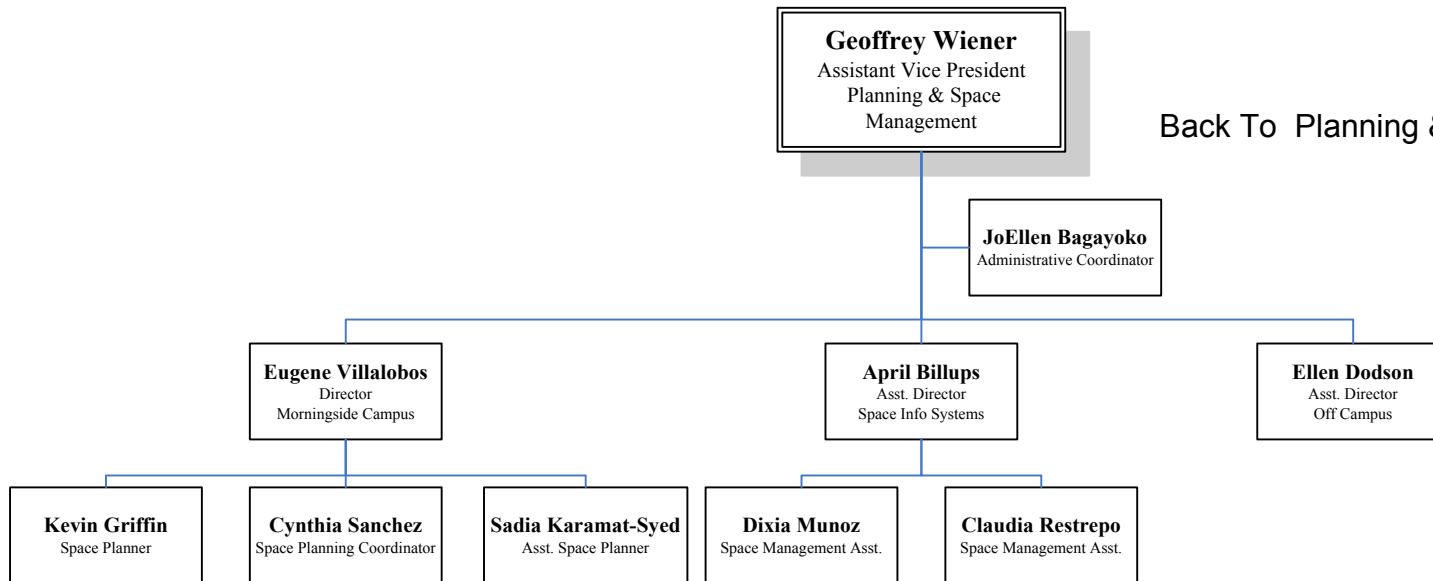 Geoffrey Wiener
Assistant Vice President
Planning & Space
Management
Back To Planning &
JoEllen Bagayoko
Administrative Coordinator
Eugene Villalobos
Director
Morningside Campus
April Billups
Asst. Director
Space Info Systems
Ellen Dodson
Asst. Director
Off Campus
Kevin Griffin
Space Planner
Cynthia Sanchez
Space Planning Coordinator
Sadia Karamat-Syed
Asst. Space Planner
Dixia Munoz
Space Management Asst.
Claudia Restrepo
Space Management Asst.